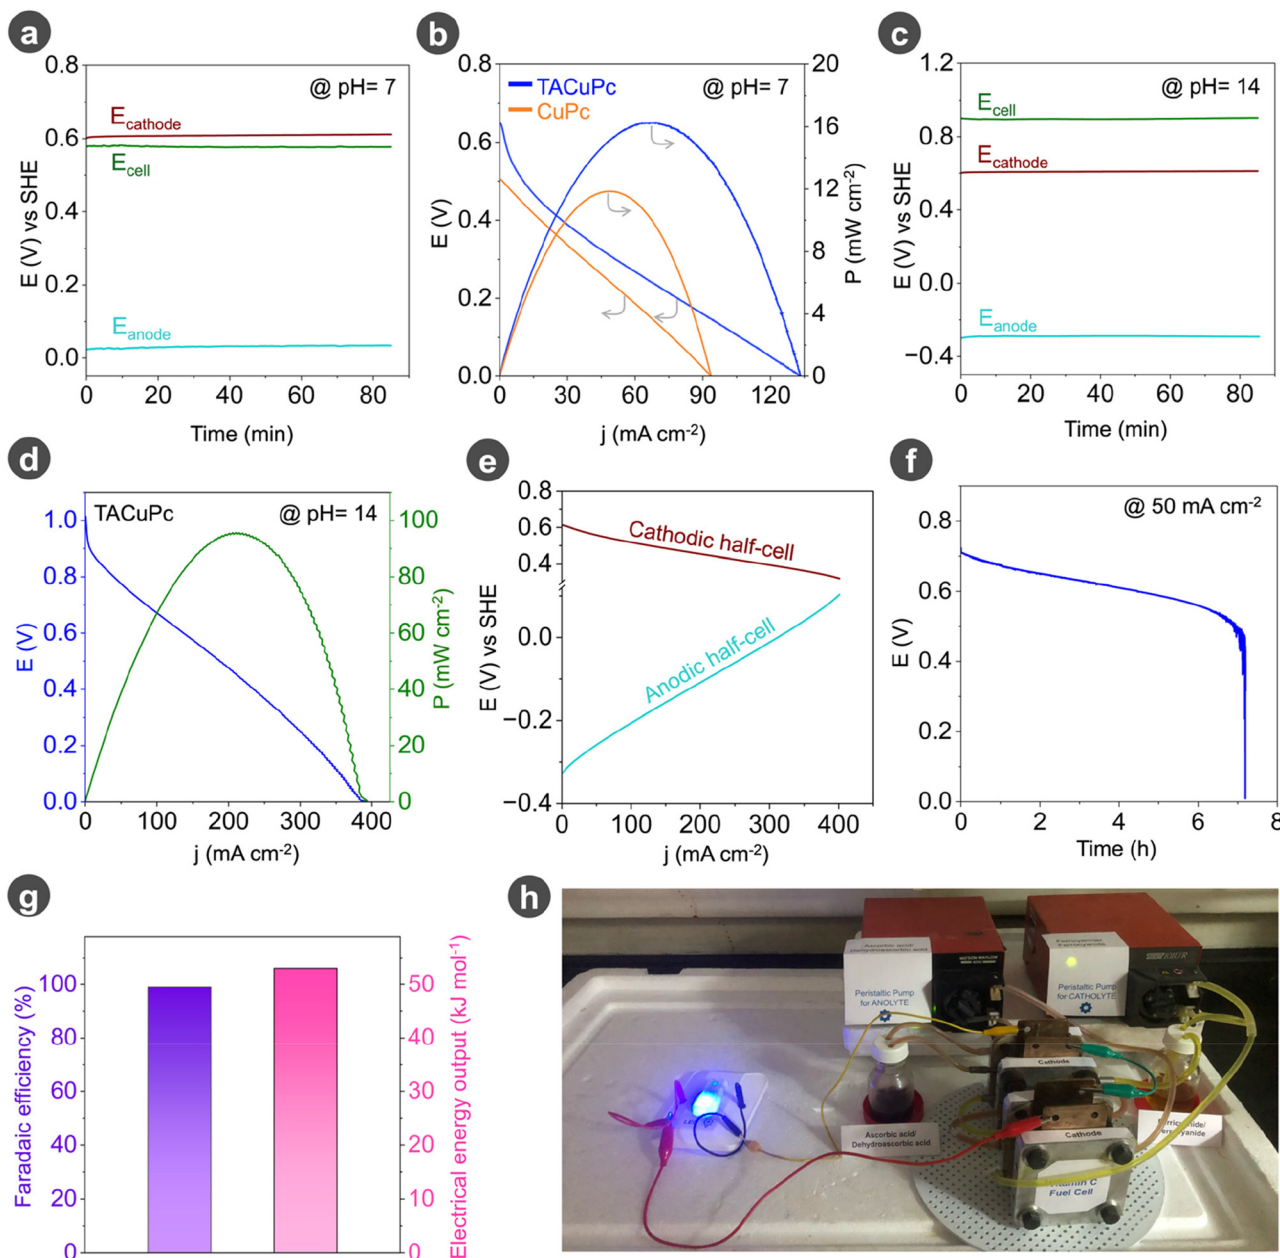 a
0.8
0.6
0.4
0.2
0.0
E (V) vs SHE
@ pH= 7
Ecathode
Ecell
Eanode
0 20 40 60 80
Time (min)
b
0.8
0.6
0.4
0.2
0.0
E (V)
TACuPc
CuPc
@ pH= 7
20
16
12
8
4
0
P (mW cm-2)
0 30 60 90 120
j (mA cm-2)
c
1.2
0.8
0.4
0.0
−0.4
E (V) vs SHE
@ pH= 14
Ecell
Ecathode
Eanode
0 20 40 60 80
Time (min)
d
1.0
0.8
0.6
0.4
0.2
0.0
E (V)
TACuPc
@ pH= 14
100
80
60
40
20
0
P (mW cm-2)
0 100 200 300 400
j (mA cm-2)
e
0.8
0.6
0.4
0.0
−0.2
−0.4
E (V) vs SHE
Cathodic half-cell
Anodic half-cell
0 100 200 300 400
j (mA cm-2)
f
0.8
0.6
0.4
0.2
0.0
E (V)
@ 50 mA cm-2
0 2 4 6 8
Time (h)
g
100
80
60
40
20
0
Faradaic efficiency (%)
50
40
30
20
10
0
Electrical energy output (kJ mol-1)
h
Ascorbic acid/
Dehydroascorbic acid
Peristaltic Pump
for ANOLYTE
Peristaltic Pump
for CATHOLYTE
Cathode
Cathode
Ascorbic acid/
Dehydroascorbic acid
Fuel Cell